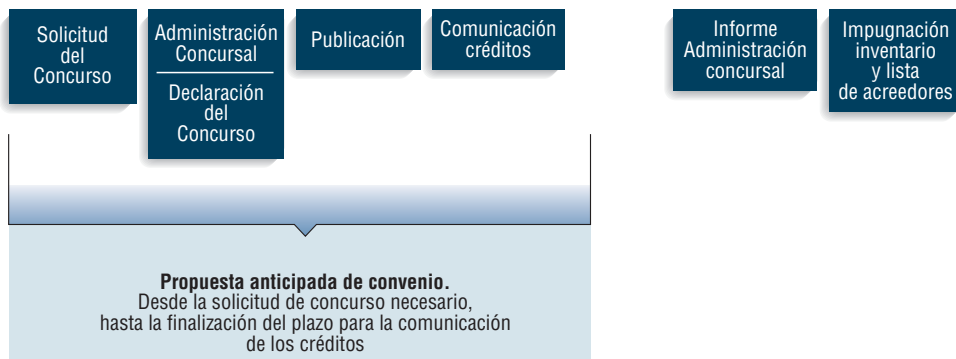 Solicitud
del
Concurso
Administración
Concursal
Declaración
del
Concurso
Publicación
Comunicación
créditos
Informe
Administración
concursal
Impugnación
inventario
y lista
de acreedores
Propuesta anticipada de convenio.
Desde la solicitud de concurso necesario,
hasta la finalización del plazo para la comunicación
de los créditos